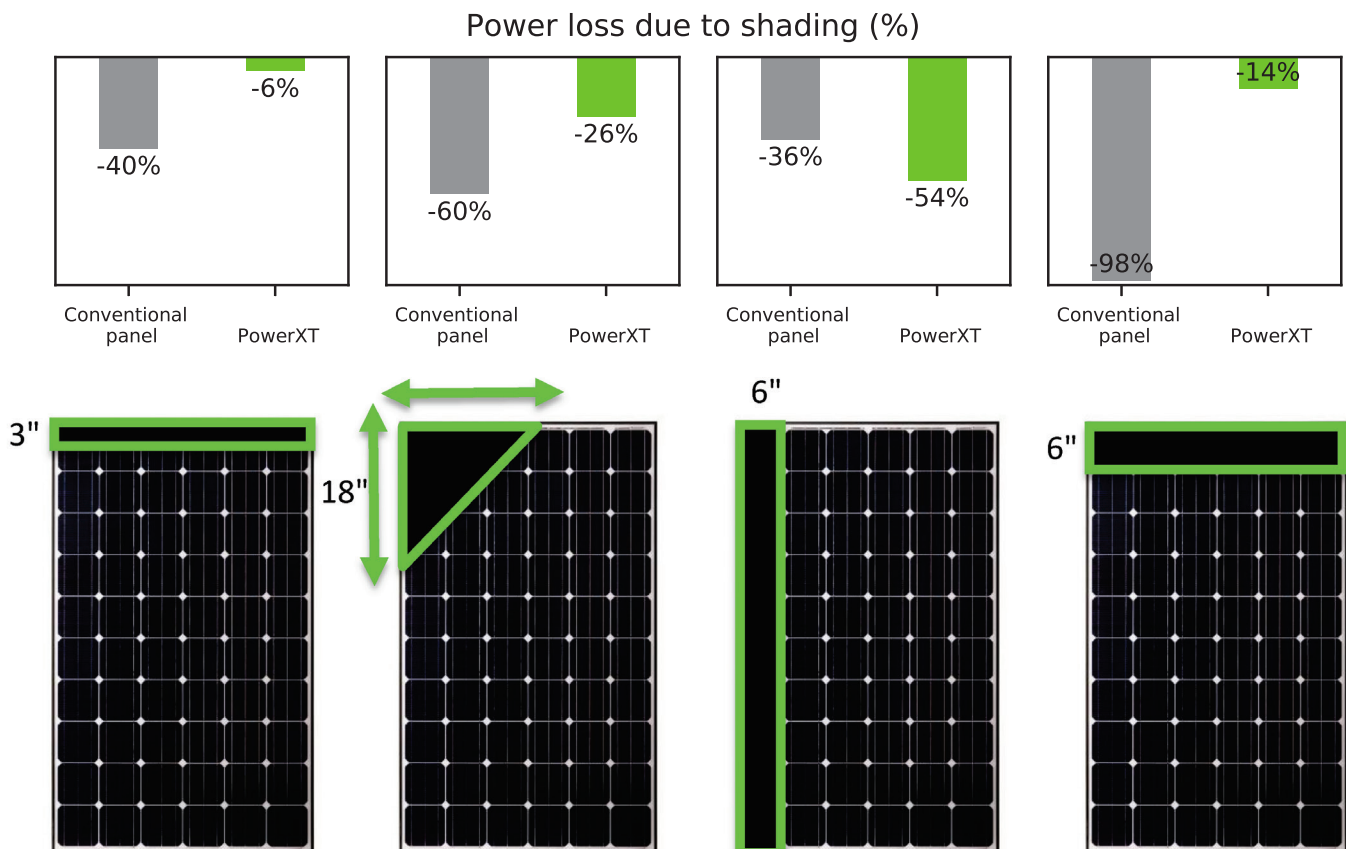 Power loss due to shading (%)
-40%
-6%
Conventional
panel
PowerXT
-60%
-26%
Conventional
panel
PowerXT
-36%
-54%
Conventional
panel
PowerXT
-98%
-14%
Conventional
panel
PowerXT
3"
18"
6"
6"